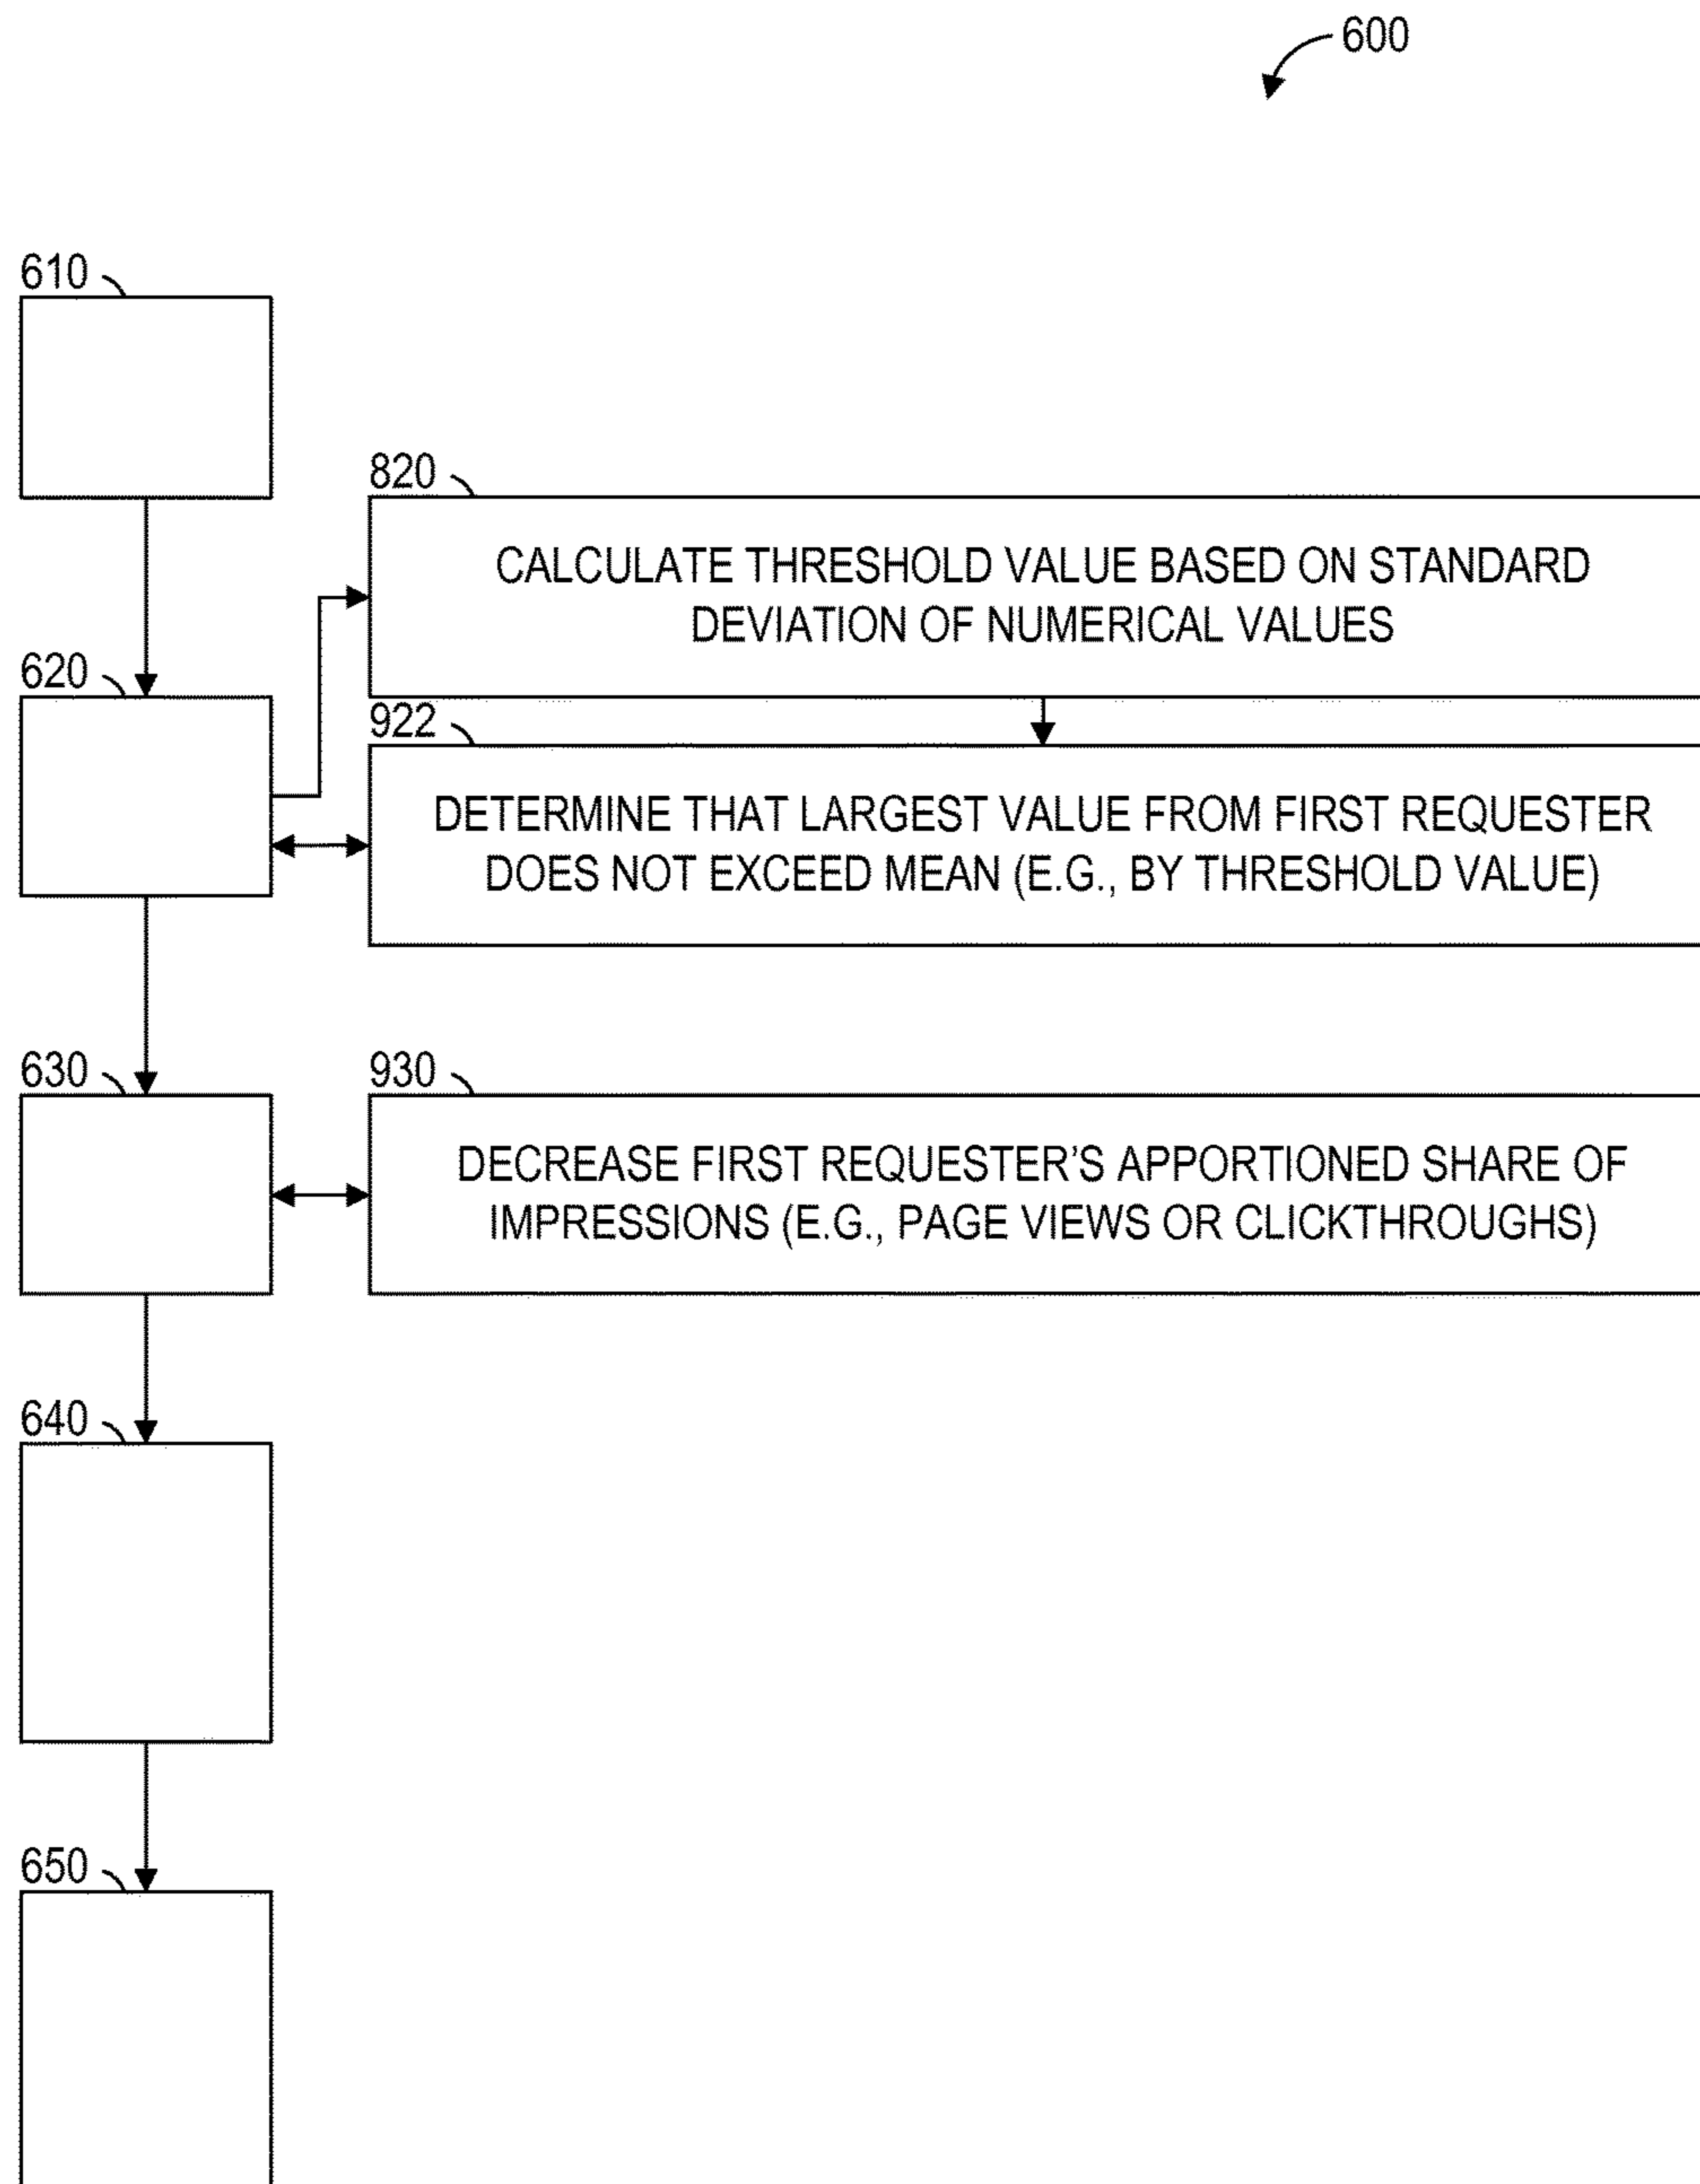 600
610
820
CALCULATE THRESHOLD VALUE BASED ON STANDARD
DEVIATION OF NUMERICAL VALUES
620
922
DETERMINE THAT LARGEST VALUE FROM FIRST REQUESTER
DOES NOT EXCEED MEAN (E.G., BY THRESHOLD VALUE)
630
930
DECREASE FIRST REQUESTER'S APPORTIONED SHARE OF
IMPRESSIONS (E.G., PAGE VIEWS OR CLICKTHROUGHS)
640
650